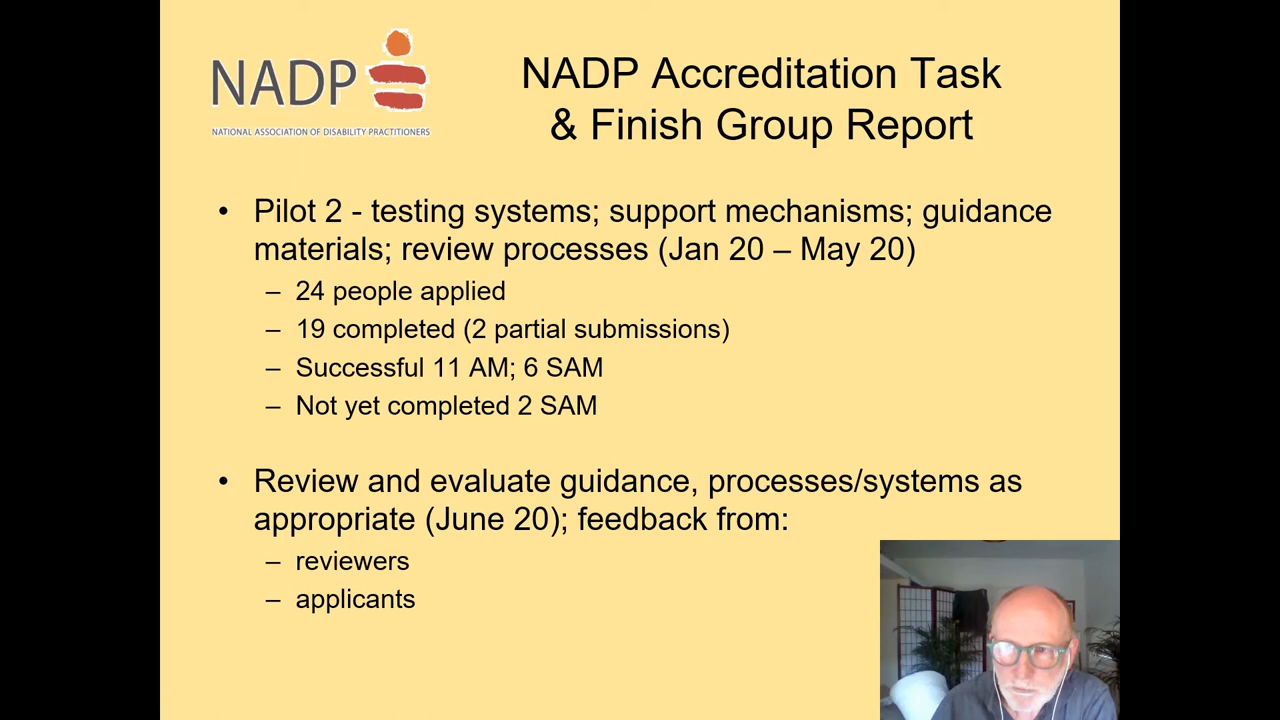 NADP
NATIONAL ASSOCIATION OF DISABILITY PRACTITIONERS
NADP Accreditation Task
& Finish Group Report
• Pilot 2 - testing systems; support mechanisms; guidance
materials; review processes (Jan 20 – May 20)
– 24 people applied
– 19 completed (2 partial submissions)
– Successful 11 AM; 6 SAM
– Not yet completed 2 SAM
• Review and evaluate guidance, processes/systems as
appropriate (June 20); feedback from:
– reviewers
– applicants